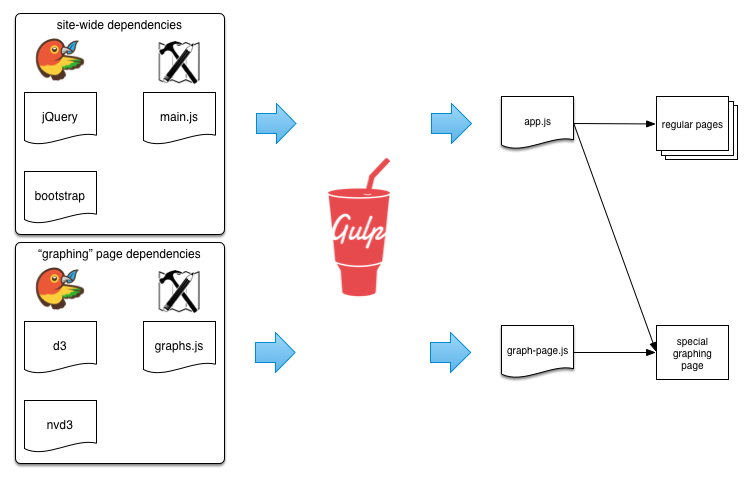 site-wide dependencies
jQuery
main.js
bootstrap
“graphing” page dependencies
d3
graphs.js
nvd3
Gulp
app.js
regular pages
graph-page.js
special
graphing
page